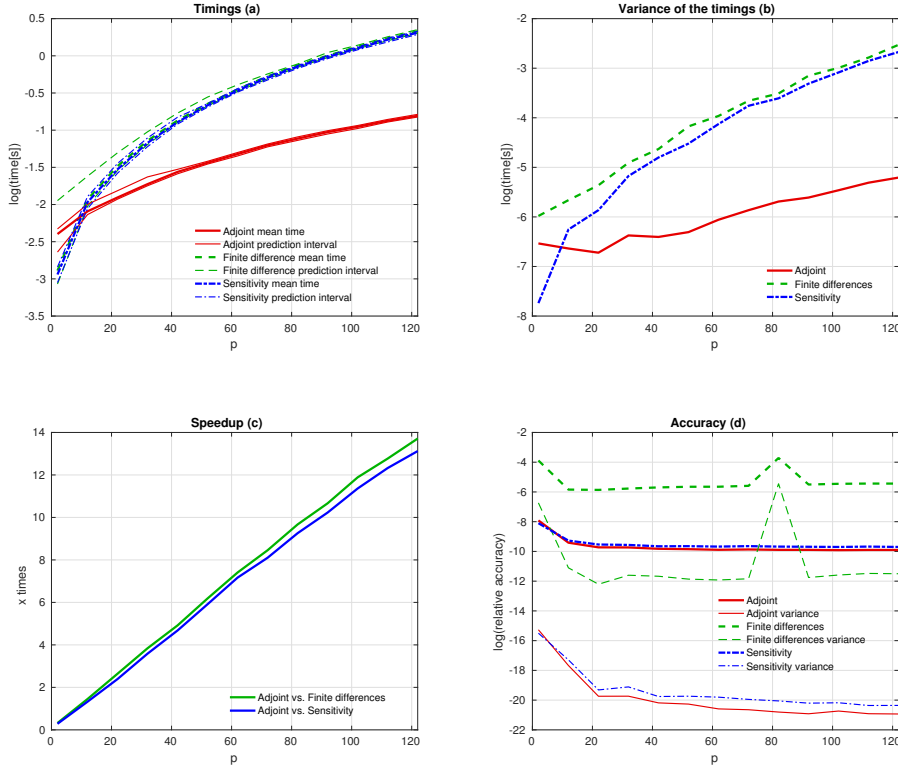 Timings (a)
0.5
0
-0.5
-1
-1.5
-2
-2.5
-3
-3.5
log(time[s])
Adjoint mean time
Adjoint prediction interval
Finite difference mean time
Finite difference prediction interval
Sensitivity mean time
Sensitivity prediction interval
0 20 40 60 80 100 120
p
Variance of the timings (b)
-2
-3
-4
-5
-6
-7
-8
log(time[s])
Adjoint
Finite differences
Sensitivity
0 20 40 60 80 100 120
p
Speedup (c)
14
12
10
8
6
4
2
0
x times
Adjoint vs. Finite differences
Adjoint vs. Sensitivity
0 20 40 60 80 100 120
p
Accuracy (d)
-2
-4
-6
-8
-10
-12
-14
-16
-18
-20
-22
log(relative accuracy)
Adjoint
Adjoint variance
Finite differences
Finite differences variance
Sensitivity
Sensitivity variance
0 20 40 60 80 100 120
p